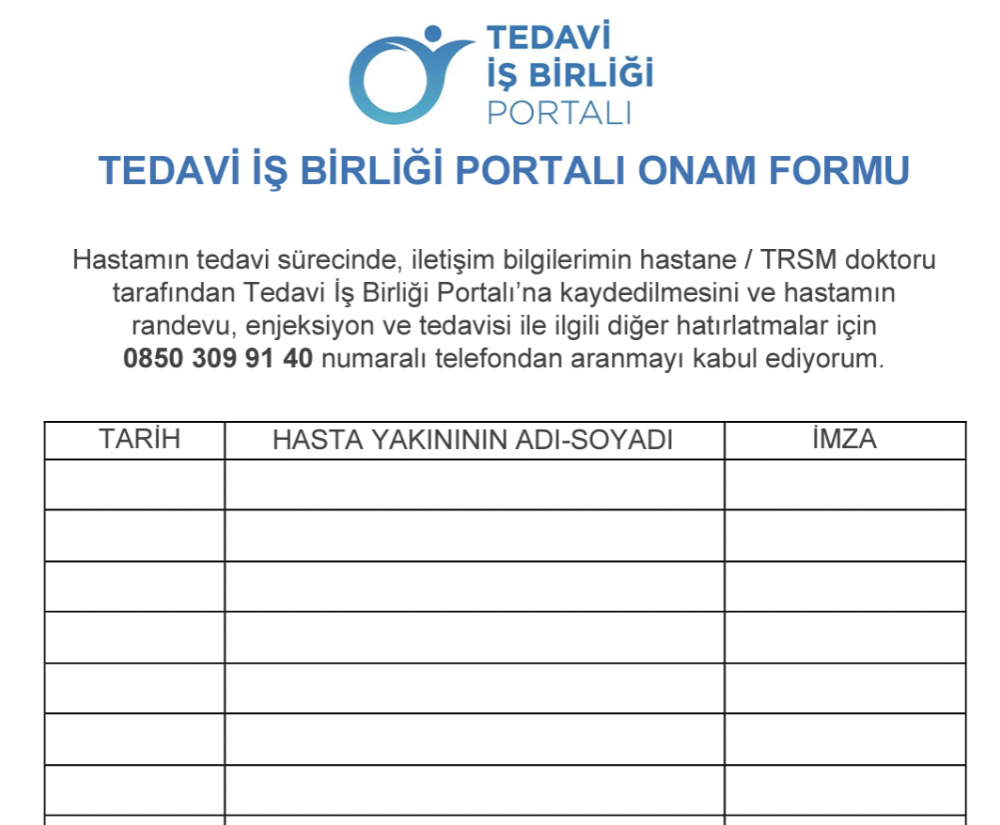 TEDAVİ
İŞ BİRLİĞİ
PORTALI
TEDAVİ İŞ BİRLİĞİ PORTALI ONAM FORMU
Hastamın tedavi sürecinde, iletişim bilgilerimin hastane / TRSM doktoru
tarafından Tedavi İş Birliği Portalı’na kaydedilmesini ve hastamın
randevu, enjeksiyon ve tedavisi ile ilgili diğer hatırlatmalar için
0850 309 91 40 numaralı telefondan aranmayı kabul ediyorum.
TARİH HASTA YAKINININ ADI-SOYADI İMZA